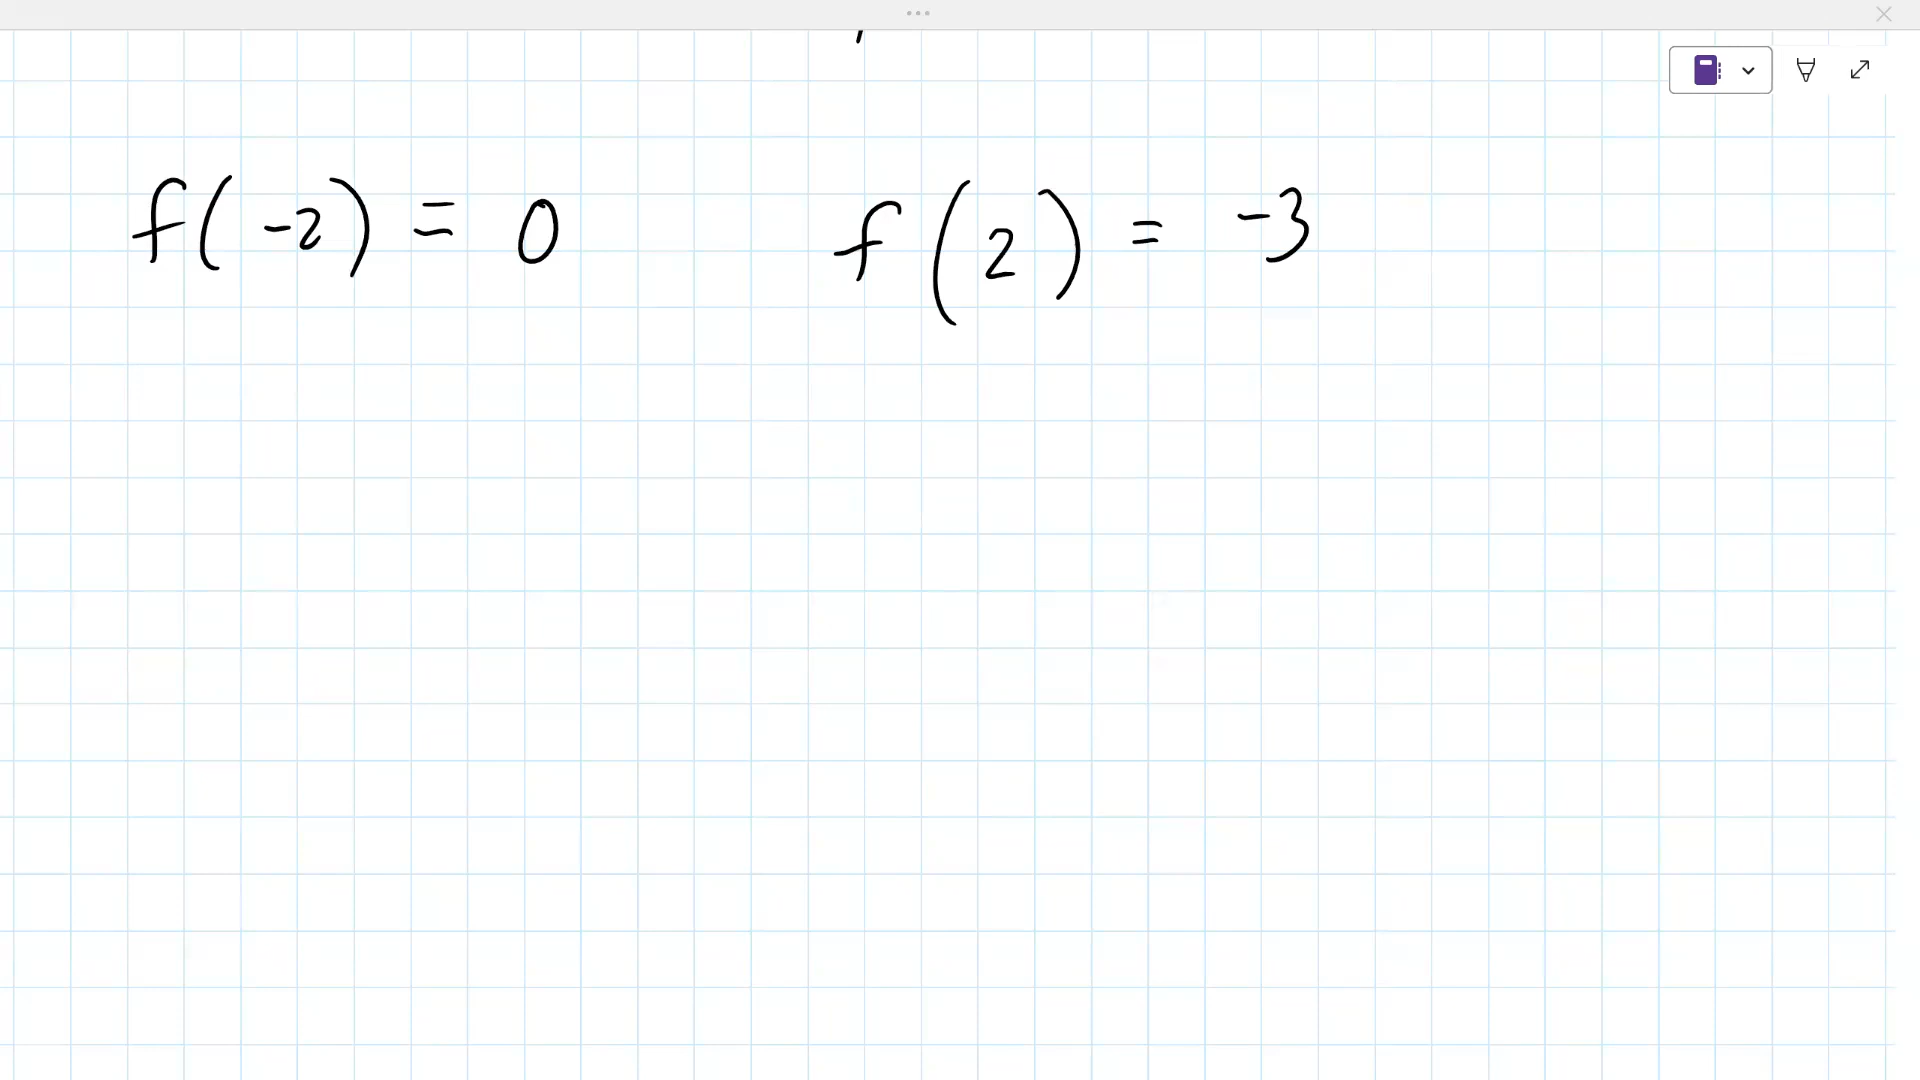 f(-2) = 0 f(2) = -3